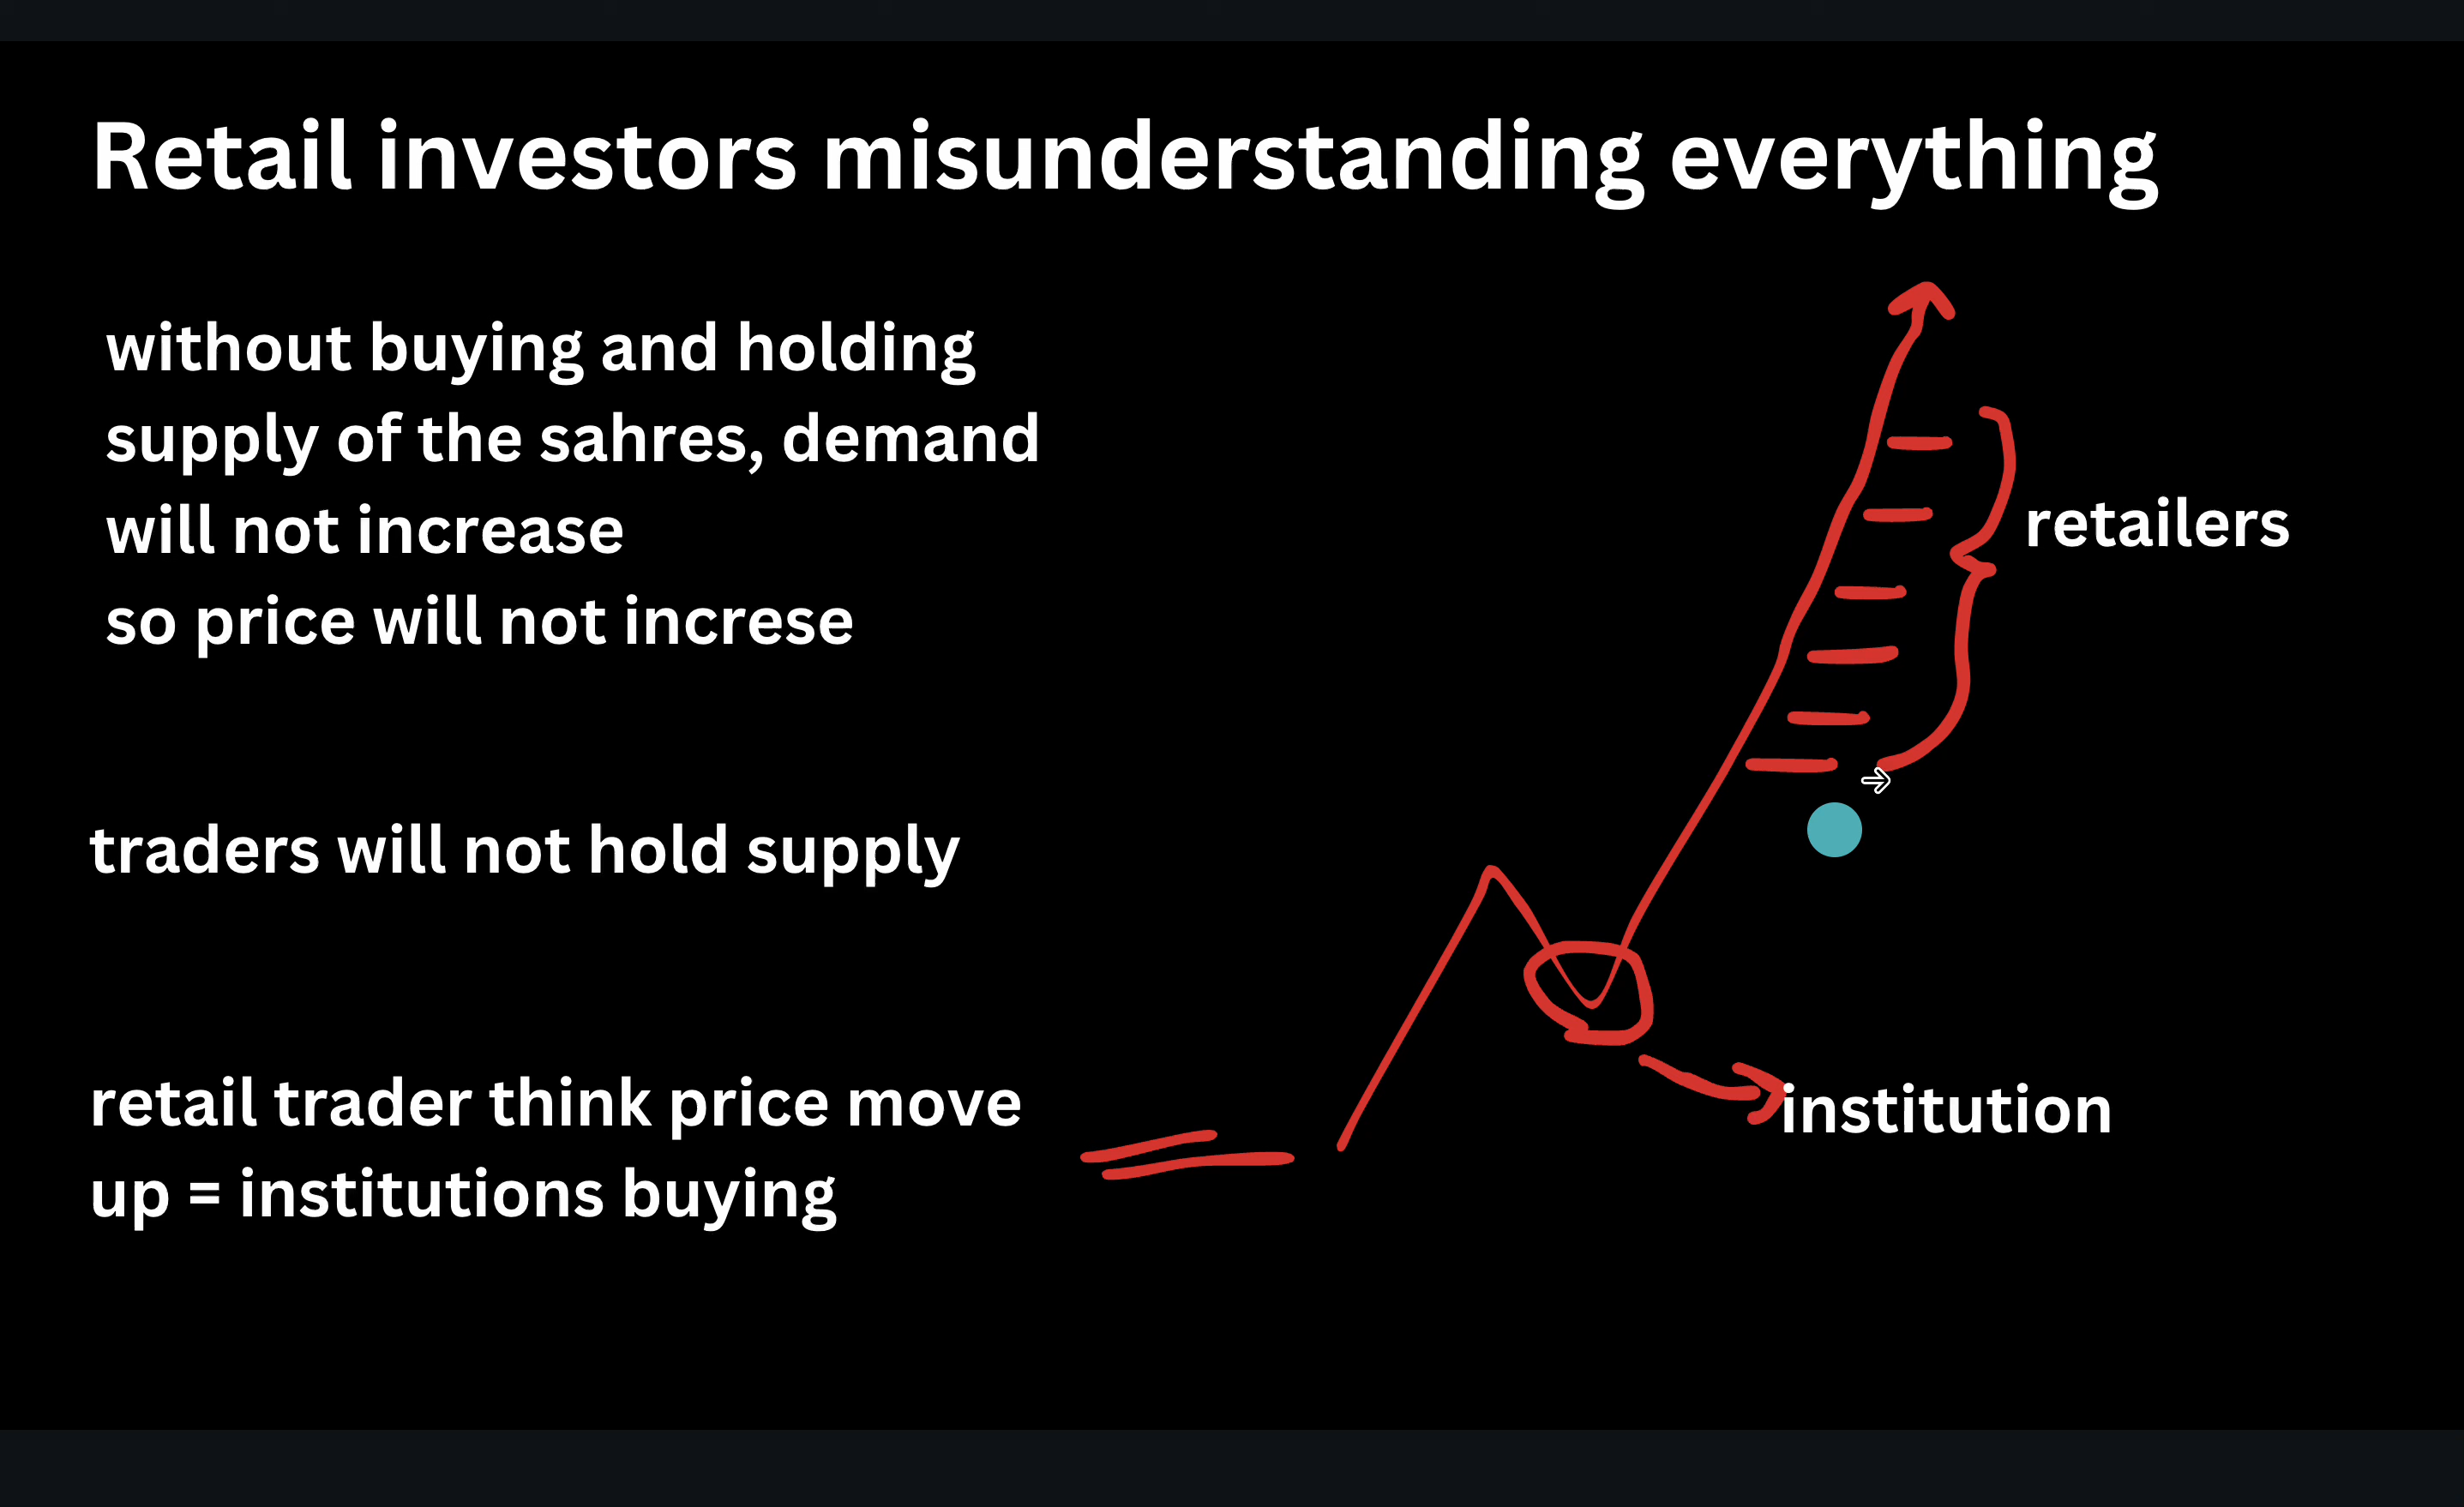 Retail investors misunderstanding everything
without buying and holding
supply of the sahres, demand
will not increase
so price will not increse
retailers
traders will not hold supply
retail trader think price move
up = institutions buying
institution